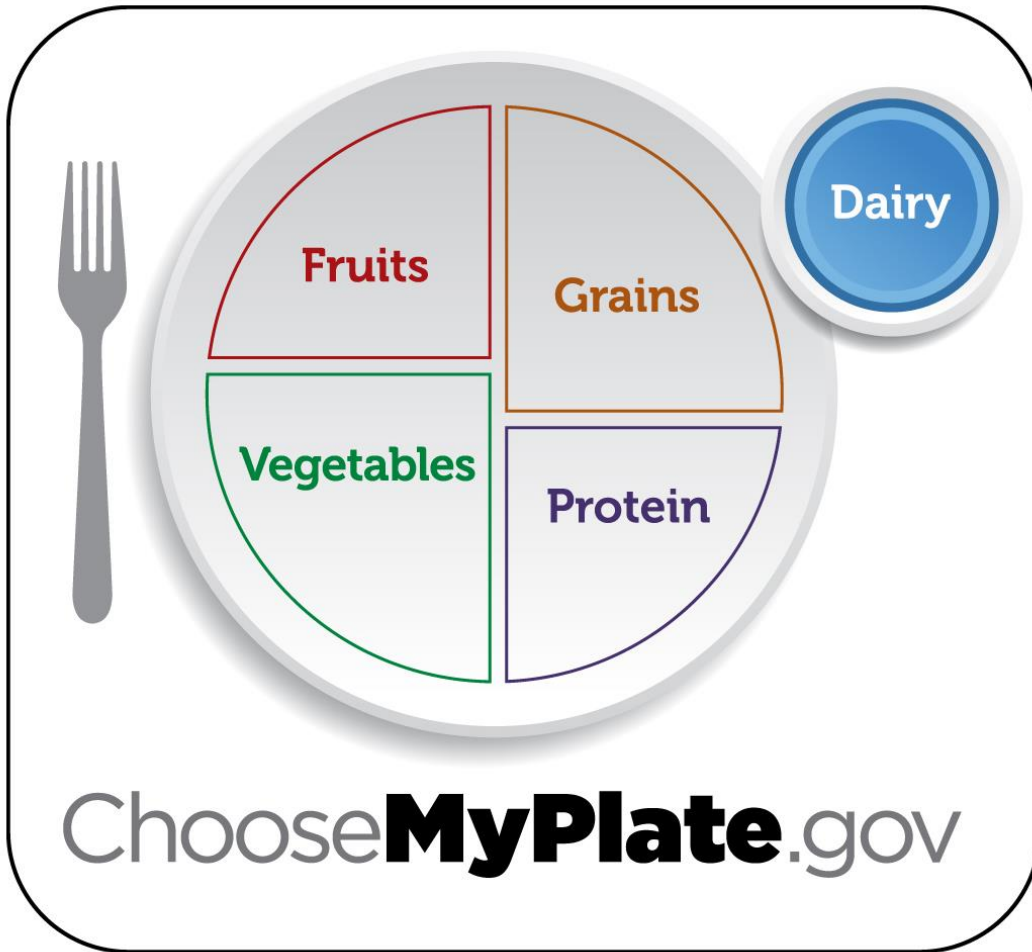 Fruits
Grains
Dairy
Vegetables
Protein
ChooseMyPlate.gov